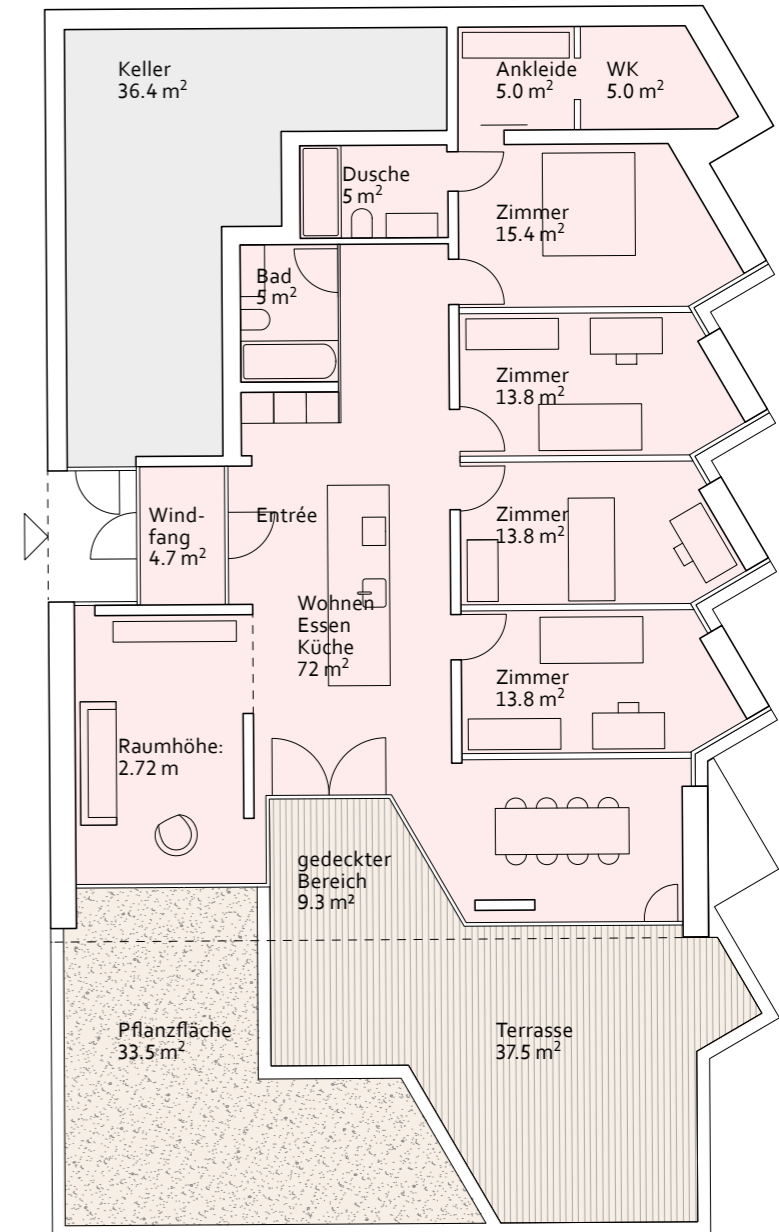 Keller
36.4 m²
Ankleide
5.0 m²
WK
5.0 m²
Dusche
5 m²
Zimmer
15.4 m²
Bad
5 m²
Zimmer
13.8 m²
Wind-
fang
4.7 m²
Entrée
Zimmer
13.8 m²
Wohnen
Essen
Küche
72 m²
Zimmer
13.8 m²
Raumhöhe:
2.72 m
gedeckter
Bereich
9.3 m²
Pflanzfläche
33.5 m²
Terrasse
37.5 m²